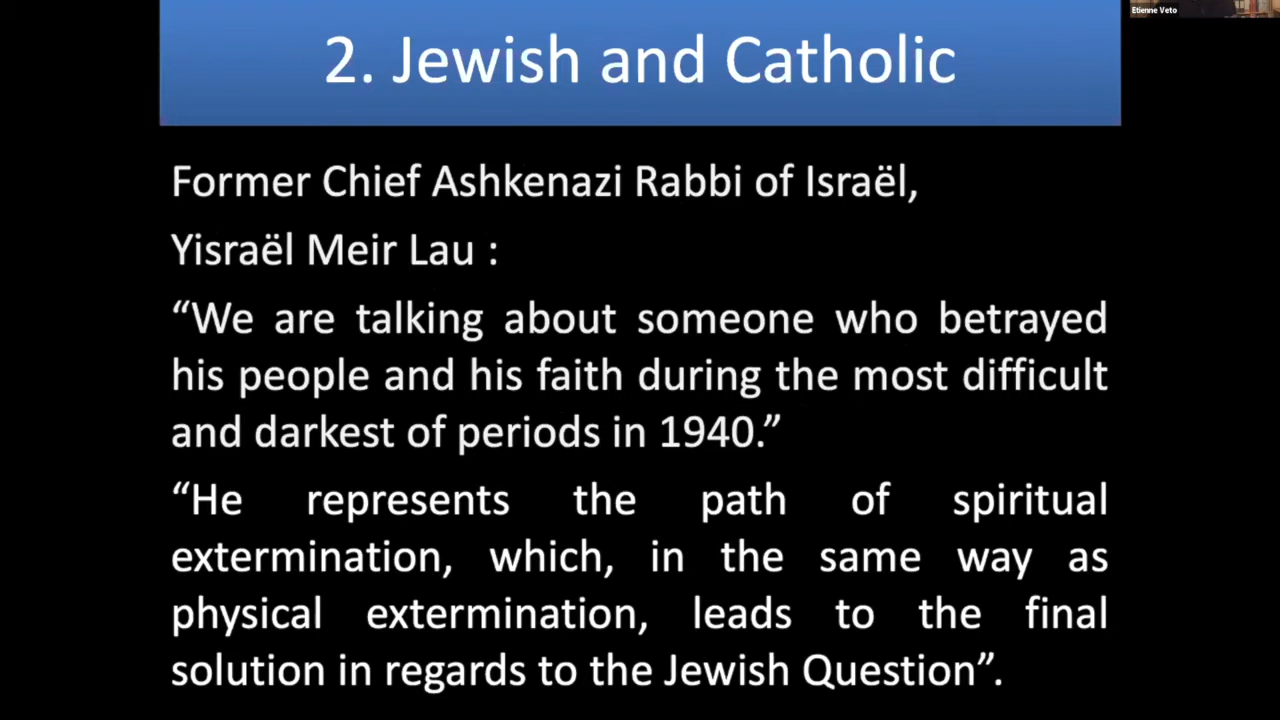 Etienne Veto
2. Jewish and Catholic
Former Chief Ashkenazi Rabbi of Israël,
Yisraël Meir Lau :
“We are talking about someone who betrayed
his people and his faith during the most difficult
and darkest of periods in 1940.”
“He represents the path of spiritual
extermination, which, in the same way as
physical extermination, leads to the final
solution in regards to the Jewish Question”.